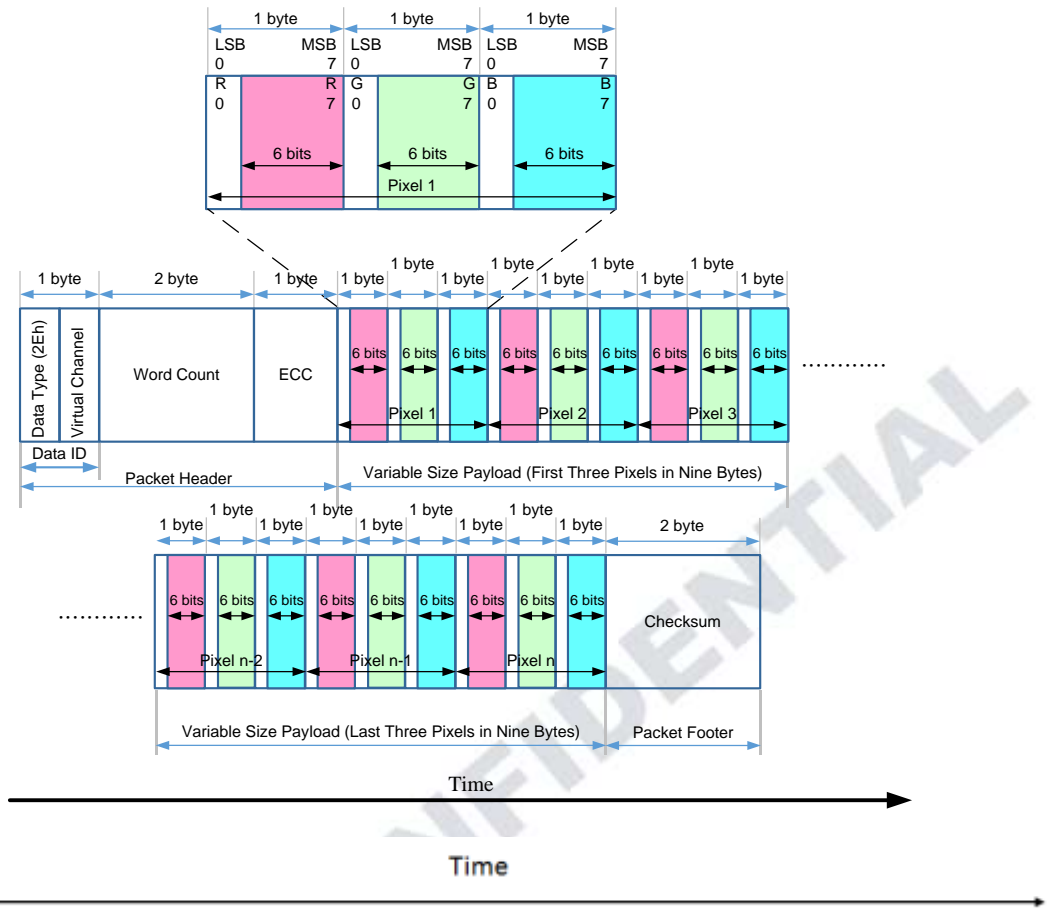 1 byte 1 byte 1 byte
LSB MSB LSB MSB LSB MSB
0 7 0 7 0 7
R R G G B B
0 7 0 7 0 7
6 bits 6 bits 6 bits
Pixel 1
1 byte 2 byte 1 byte 1 byte 1 byte 1 byte 1 byte 1 byte 1 byte 1 byte 1 byte 1 byte
Data Type (2Eh)
Virtual Channel
Word Count
ECC
6 bits 6 bits 6 bits 6 bits 6 bits 6 bits 6 bits 6 bits 6 bits
............
Pixel 1 Pixel 2 Pixel 3
Data ID
Packet Header
Variable Size Payload (First Three Pixels in Nine Bytes)
1 byte 1 byte 1 byte 1 byte 1 byte 1 byte 1 byte 1 byte 1 byte 2 byte
............
6 bits 6 bits 6 bits 6 bits 6 bits 6 bits 6 bits 6 bits 6 bits
Checksum
Pixel n-2 Pixel n-1 Pixel n
Variable Size Payload (Last Three Pixels in Nine Bytes)
Packet Footer
Time
Time